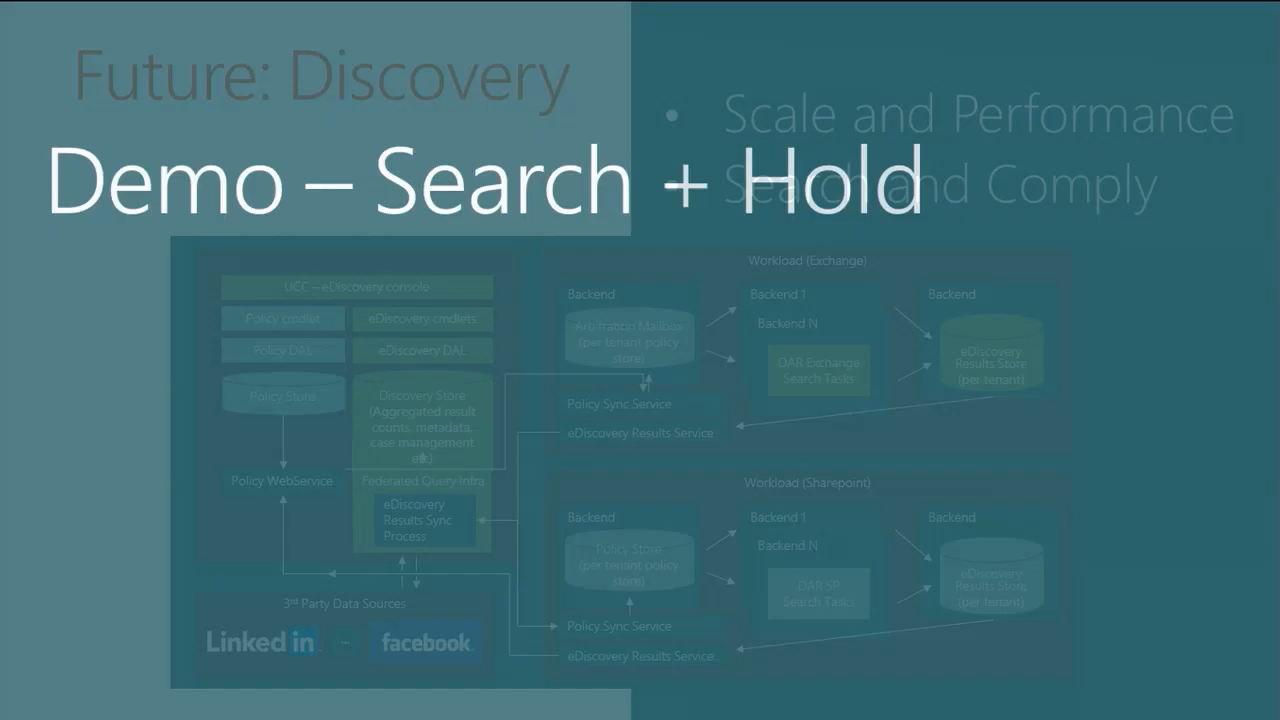 Future: Discovery
• Scale and Performance
Demo – Search + Hold
Search and Comply
UCC – eDiscovery console
Policy cmdlet
eDiscovery cmdlets
Policy DAL
eDiscovery DAL
Policy Store
Discovery Store
(Aggregated result
counts, metadata...
case management
etc)
Policy WebService
Federated Query Infra
eDiscovery
Results Sync
Process
3rd Party Data Sources
Linked in
facebook
Workload (Exchange)
Backend
Arbitration Mailbox
(per tenant policy
store)
Policy Sync Service
eDiscovery Results Service
Backend 1
Backend N
DAR Exchange
Search Tasks
Backend
eDiscovery
Results Store
(per tenant)
Workload (Sharepoint)
Backend
Policy Store
(per tenant policy
store)
Policy Sync Service
eDiscovery Results Service
Backend 1
Backend N
DAR SP
Search Tasks
Backend
eDiscovery
Results Store
(per tenant)